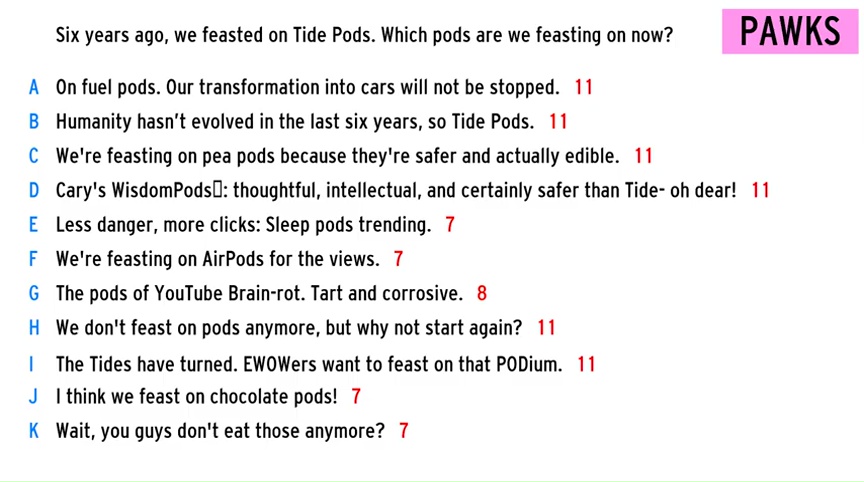 Six years ago, we feasted on Tide Pods. Which pods are we feasting on now?
PAWKS
A On fuel pods. Our transformation into cars will not be stopped. 11
B Humanity hasn't evolved in the last six years, so Tide Pods. 11
C We're feasting on pea pods because they're safer and actually edible. 11
D Cary's WisdomPods▯: thoughtful, intellectual, and certainly safer than Tide- oh dear! 11
E Less danger, more clicks: Sleep pods trending. 7
F We're feasting on AirPods for the views. 7
G The pods of YouTube Brain-rot. Tart and corrosive. 8
H We don't feast on pods anymore, but why not start again? 11
I The Tides have turned. EWOWers want to feast on that PODium. 11
J I think we feast on chocolate pods! 7
K Wait, you guys don't eat those anymore? 7